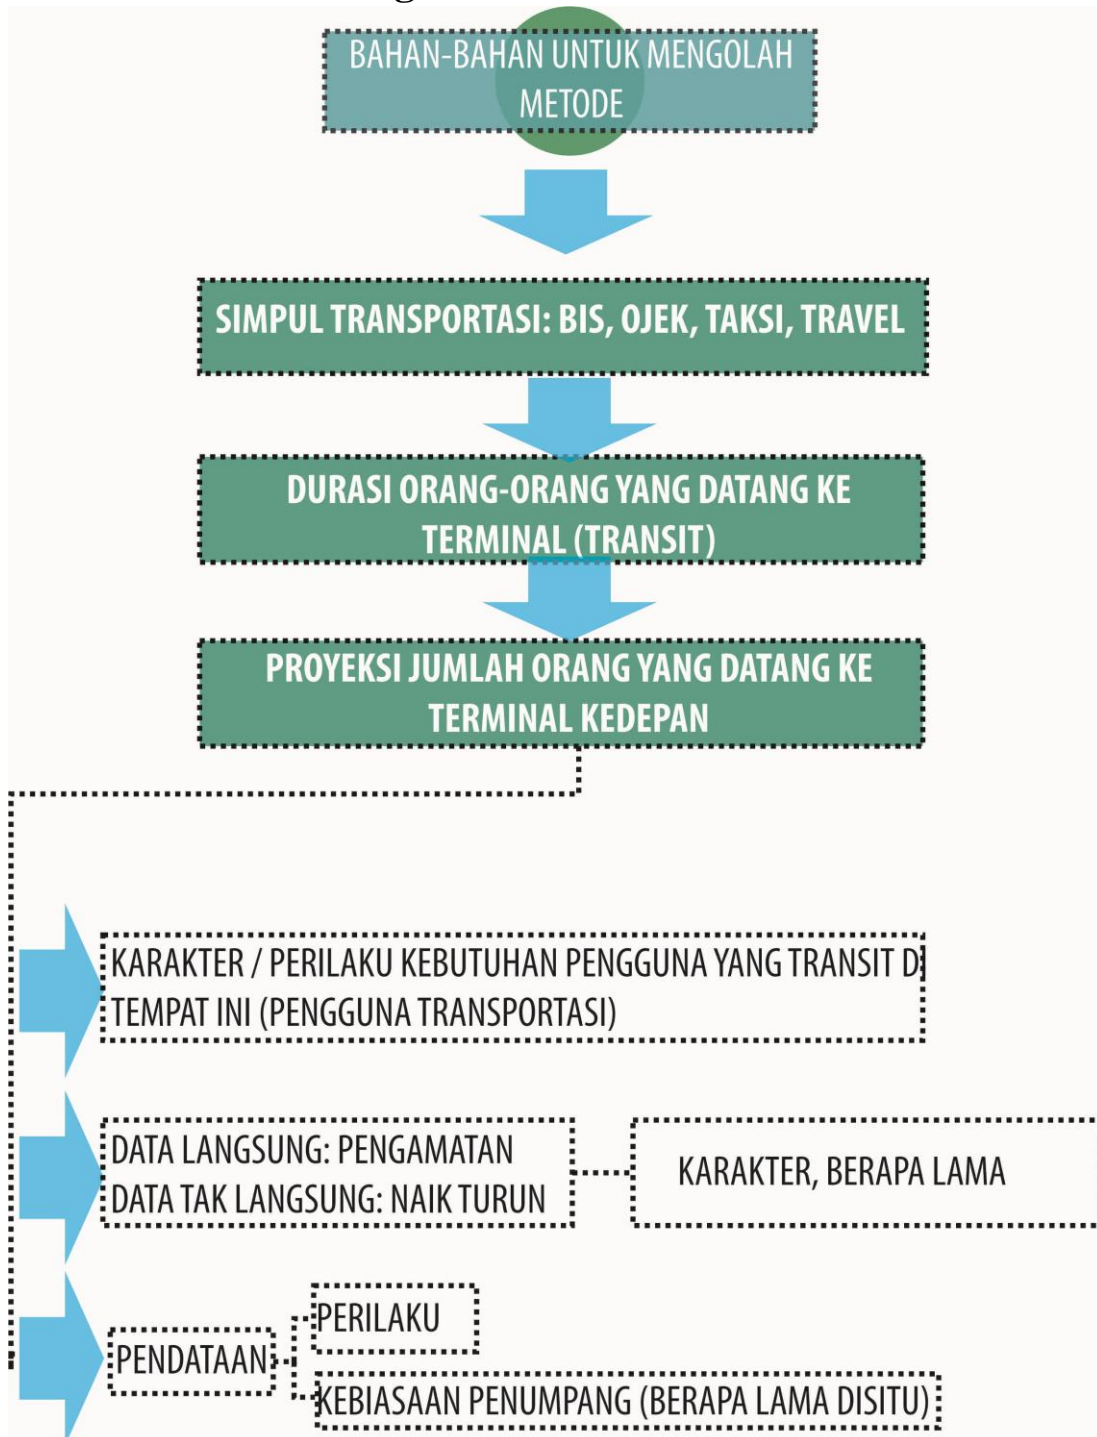 BAHAN-BAHAN UNTUK MENGOLAH
METODE
SIMPUL TRANSPORTASI: BIS, OJEK, TAKSI, TRAVEL
DURASI ORANG-ORANG YANG DATANG KE
TERMINAL (TRANSIT)
PROYEKSI JUMLAH ORANG YANG DATANG KE
TERMINAL KEDEPAN
KARAKTER / PERILAKU KEBUTUHAN PENGGUNA YANG TRANSIT DI
TEMPAT INI (PENGGUNA TRANSPORTASI)
DATA LANGSUNG: PENGAMATAN
DATA TAK LANGSUNG: NAIK TURUN
KARAKTER, BERAPA LAMA
PENDATAAN
PERILAKU
KEBIASAAN PENUMPANG (BERAPA LAMA DISITU)